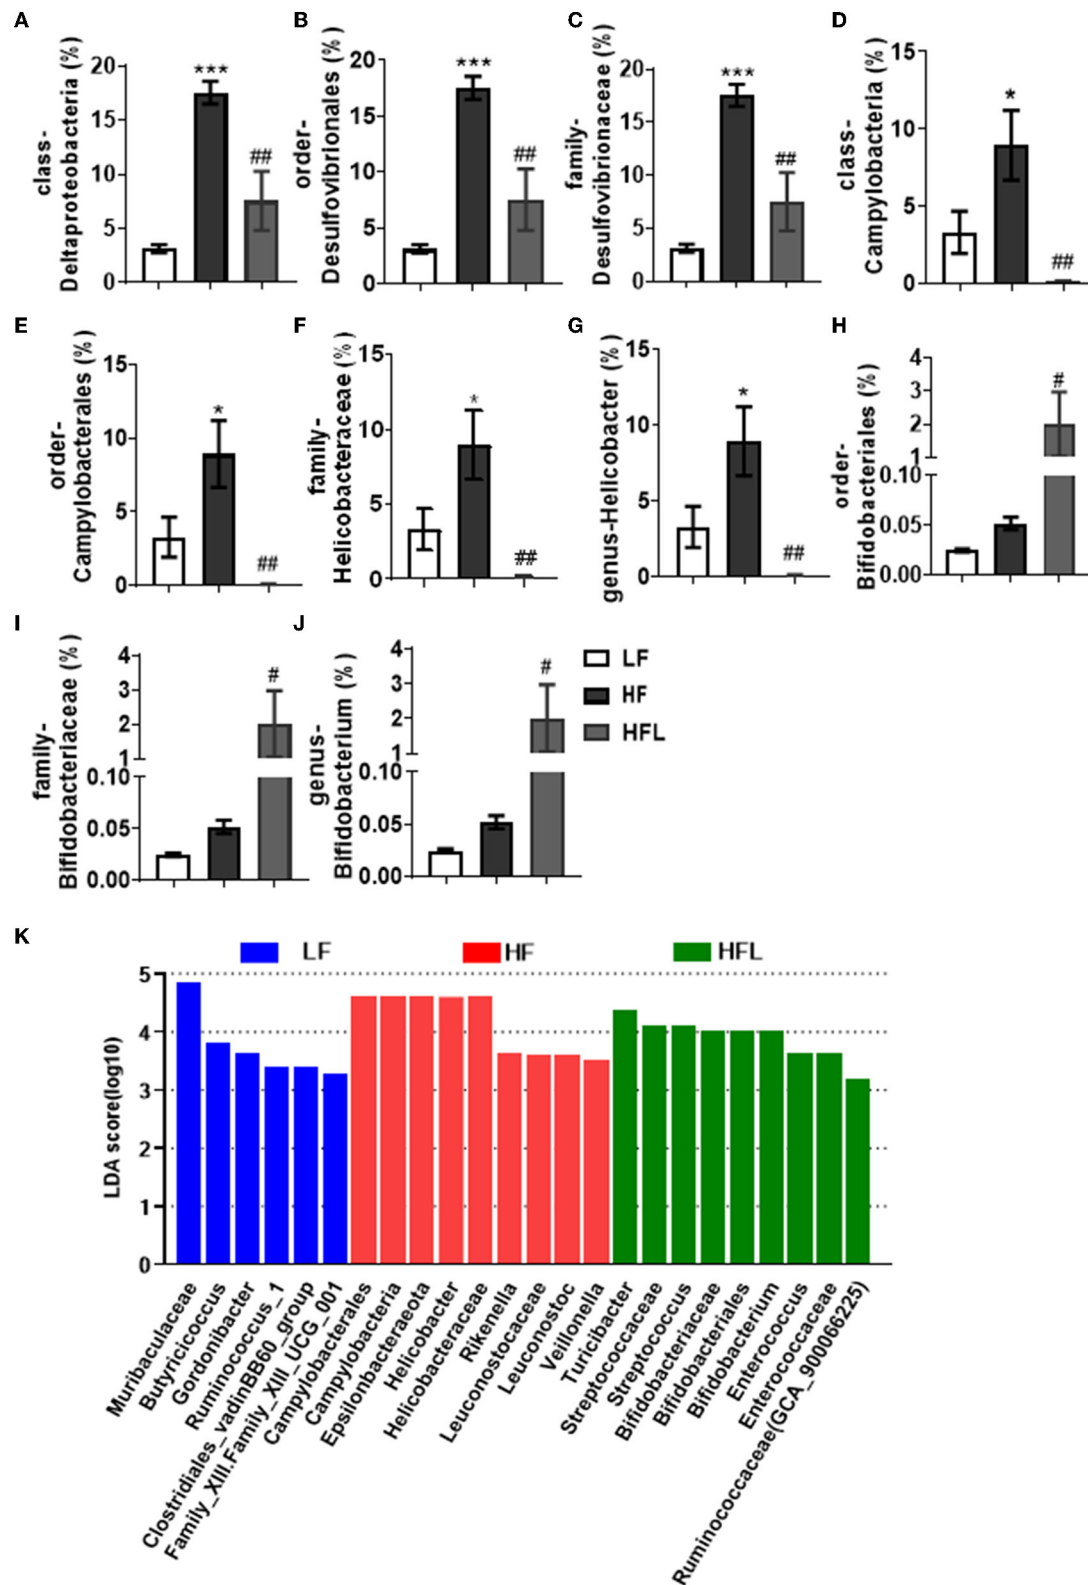 A
class-
Deltaproteobacteria (%)
20
15
10
5
0
***
##
B
order-
Desulfovibrionales (%)
20
15
10
5
0
***
##
C
family-
Desulfovibrionaceae (%)
20
15
10
5
0
***
##
D
class-
Campylobacteria (%)
15
10
5
0
*
##
E
order-
Campylobacterales (%)
15
10
5
0
*
##
F
family-
Helicobacteraceae (%)
15
10
5
0
*
##
G
genus-Helicobacter (%)
15
10
5
0
*
##
H
order-
Bifidobacteriales (%)
4
3
2
1
0.10
0.05
0.00
#
I
family-
Bifidobacteriaceae (%)
4
3
2
1
0.10
0.05
0.00
#
J
genus-
Bifidobacterium (%)
4
3
2
1
0.10
0.05
0.00
#
LF
HF
HFL
K
LF
HF
HFL
LDA score(log10)
5
4
3
2
1
0
Muribaculaceae
Butyricicoccus
Gordonibacter
Ruminococcus_1
Clostridiales_vadinBB60_group
Family_XIII.Family_XIII_UCG_001
Campylobacterales
Campylobacteria
Epsilonbacteraeota
Helicobacter
Helicobacteraceae
Rikenella
Leuconostocaceae
Leuconostoc
Veillonella
Turicibacter
Streptococcaceae
Streptococcus
Bifidobacteriaceae
Bifidobacteriales
Bifidobacterium
Enterococcus
Enterococcaceae
Ruminococcaceae(GCA_900066225)